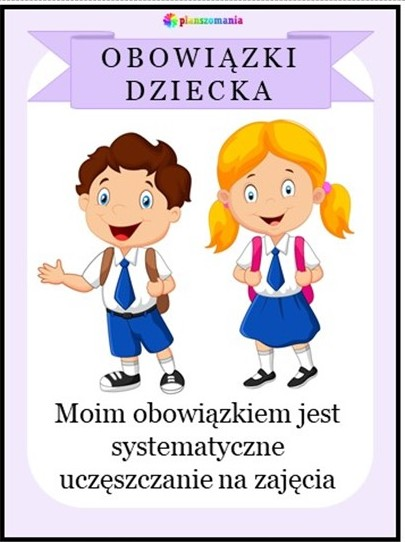 planszomania
OBOWIĄZKI
DZIECKA
Moim obowiązkiem jest
systematyczne
uczęszczanie na zajęcia